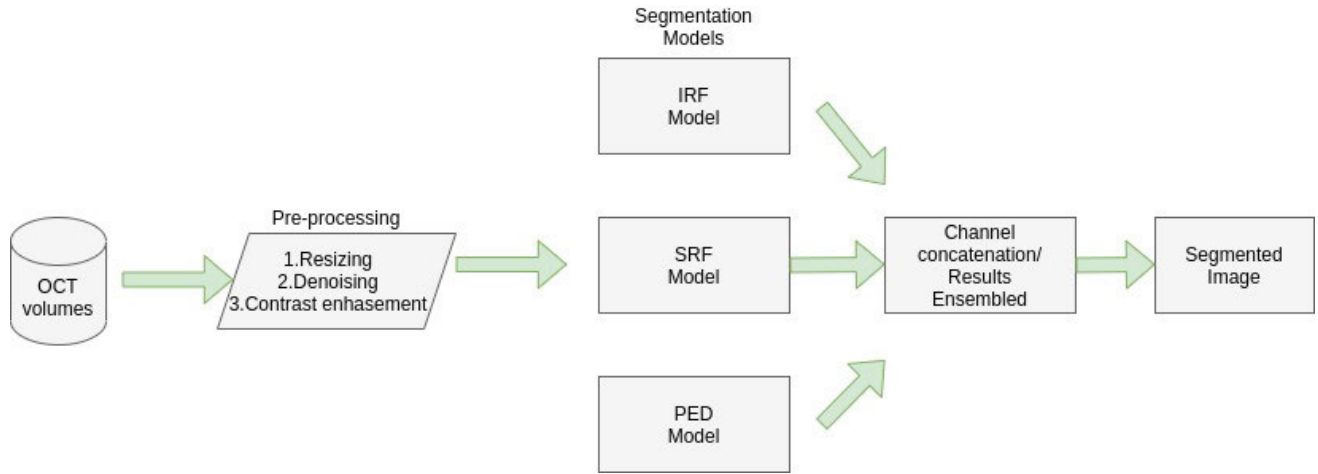 Segmentation
Models
IRF
Model
OCT
volumes
Pre-processing
1.Resizing
2.Denoising
3.Contrast enhasement
SRF
Model
Channel
concatenation/
Results
Ensembled
Segmented
Image
PED
Model